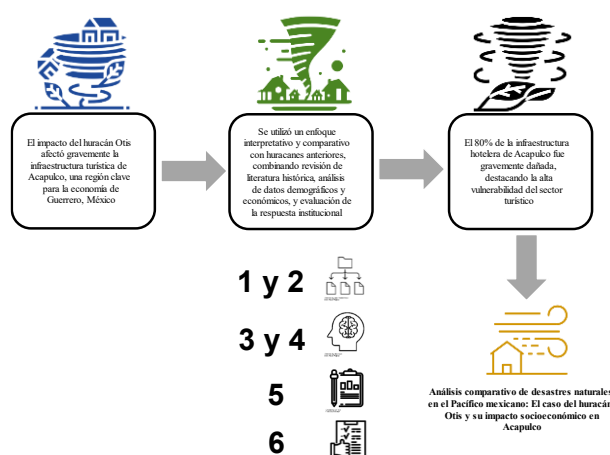 El impacto del huracán Otis
afectó gravemente la
infraestructura turística de
Acapulco, una región clave
para la economía de
Guerrero, México
Se utilizó un enfoque
interpretativo y comparativo
con huracanes anteriores,
combinando revisión de
literatura histórica, análisis
de datos demográficos y
económicos, y evaluación de
la respuesta institucional
El 80% de la infraestructura
hotelera de Acapulco fue
gravemente dañada,
destacando la alta
vulnerabilidad del sector
turístico
1 y 2
3 y 4
5
6
Análisis comparativo de desastres naturales
en el Pacífico mexicano: El caso del huracán
Otis y su impacto socioeconómico en
Acapulco